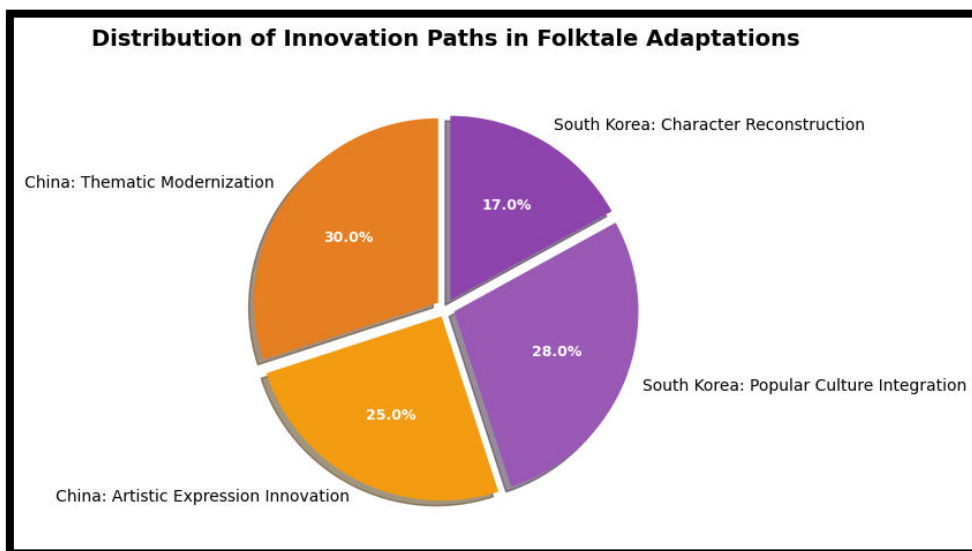 Distribution of Innovation Paths in Folktale Adaptations
South Korea: Character Reconstruction
China: Thematic Modernization
17.0%
30.0%
28.0%
South Korea: Popular Culture Integration
25.0%
China: Artistic Expression Innovation